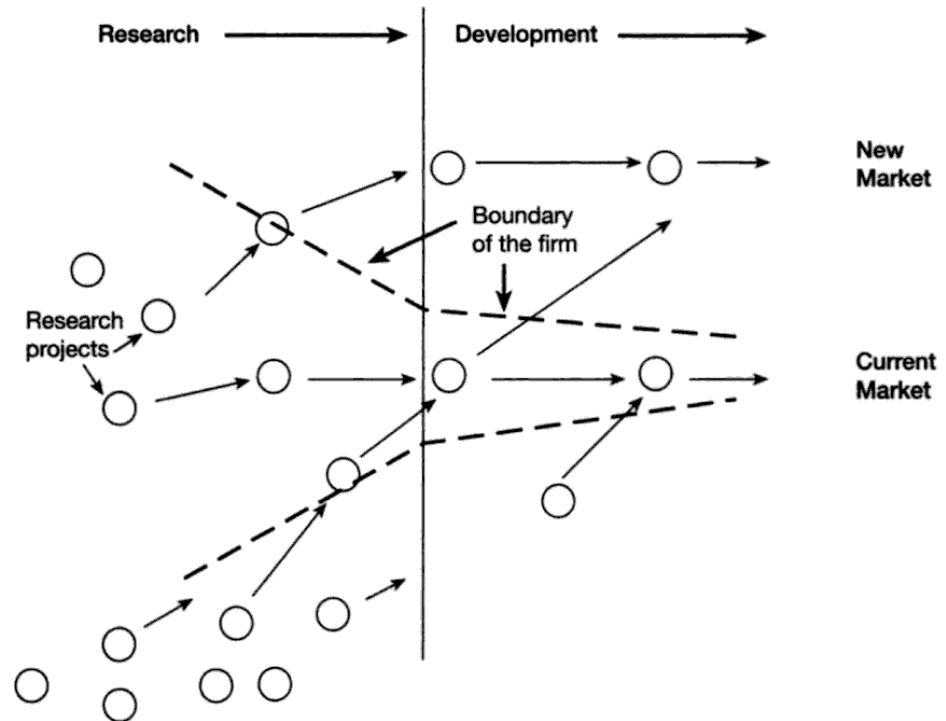 Research
Development
New
Market
Boundary
of the firm
Research
projects
Current
Market